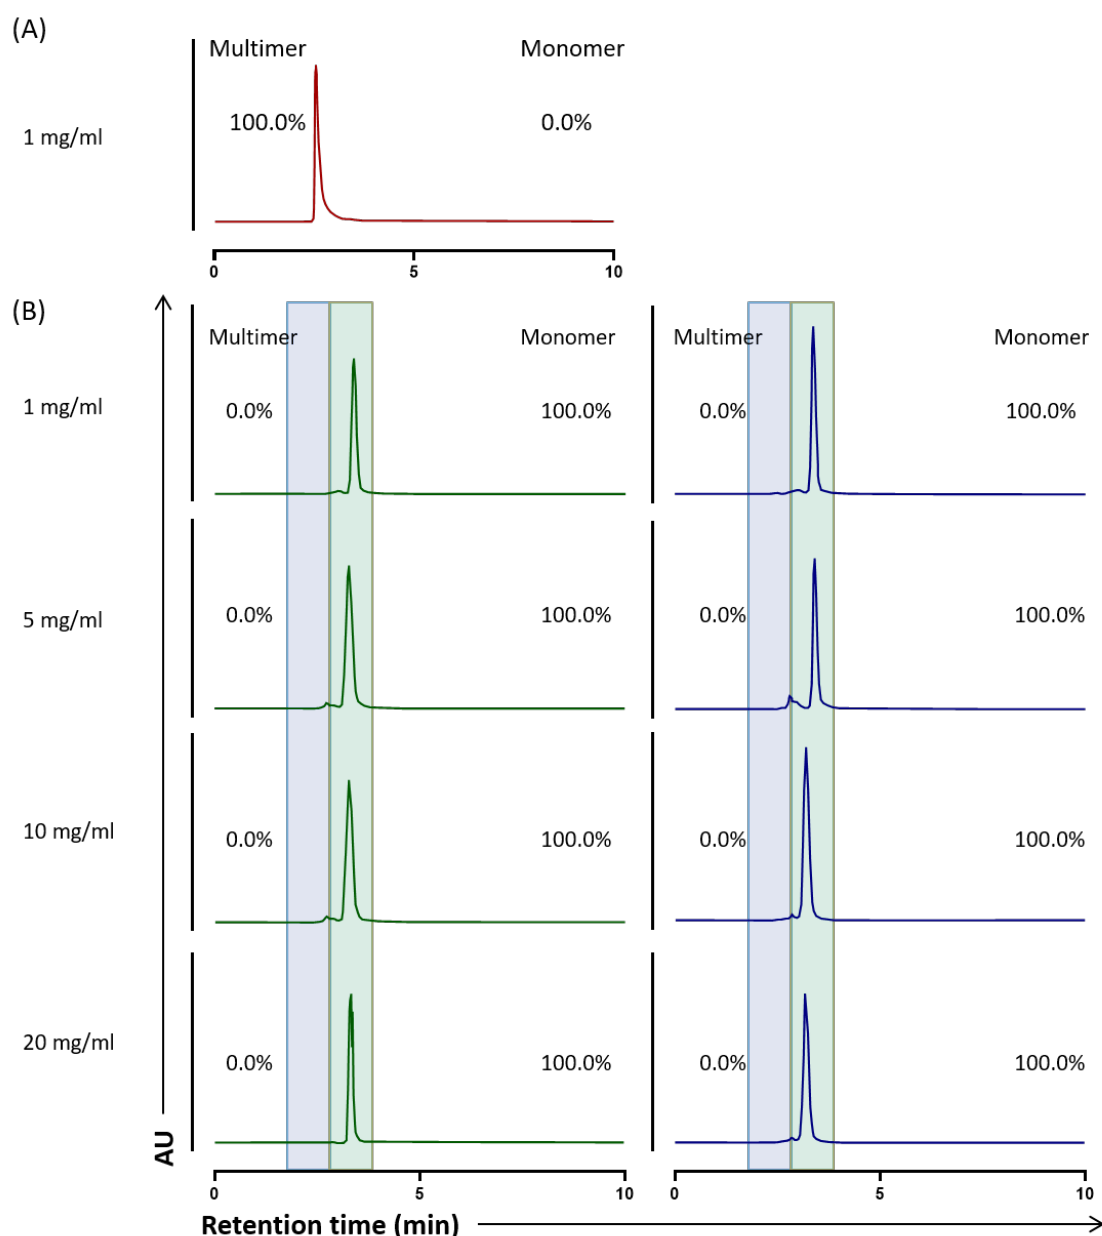 (A)
Multimer Monomer
1 mg/ml 100.0% 0.0%
0 5 10
(B)
Multimer Monomer Multimer Monomer
1 mg/ml 0.0% 100.0% 0.0% 100.0%
5 mg/ml 0.0% 100.0% 0.0% 100.0%
10 mg/ml 0.0% 100.0% 0.0% 100.0%
20 mg/ml 0.0% 100.0% 0.0% 100.0%
AU
0 5 10 0 5 10
Retention time (min)